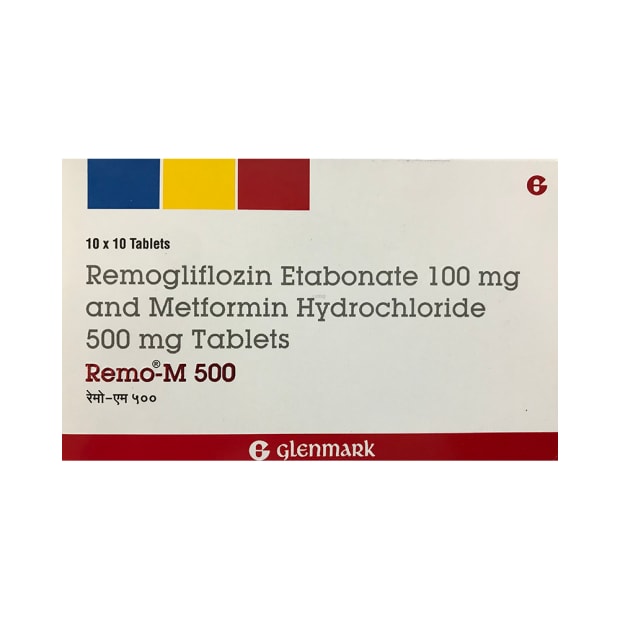 10 x 10 Tablets
Remogliflozin Etabonate 100 mg
and Metformin Hydrochloride
500 mg Tablets
Remo®-M 500
रेमो-एम ५००
glenmark